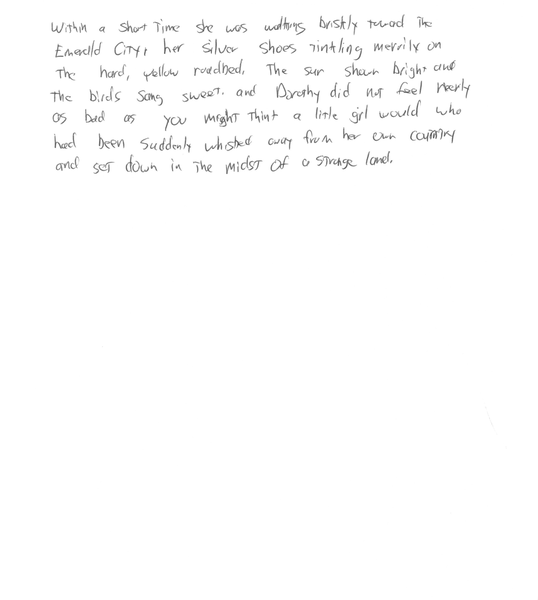 Within a short time she was walking briskly toward the
Emerald City, her Silver Shoes tinkling merrily on
the hard, yellow roadbed. The sun shown bright and
the birds sang sweet, and Dorothy did not feel nearly
as bad as you might think a little girl would who
had been suddenly whisked away from her own country
and set down in the midst of a strange land.